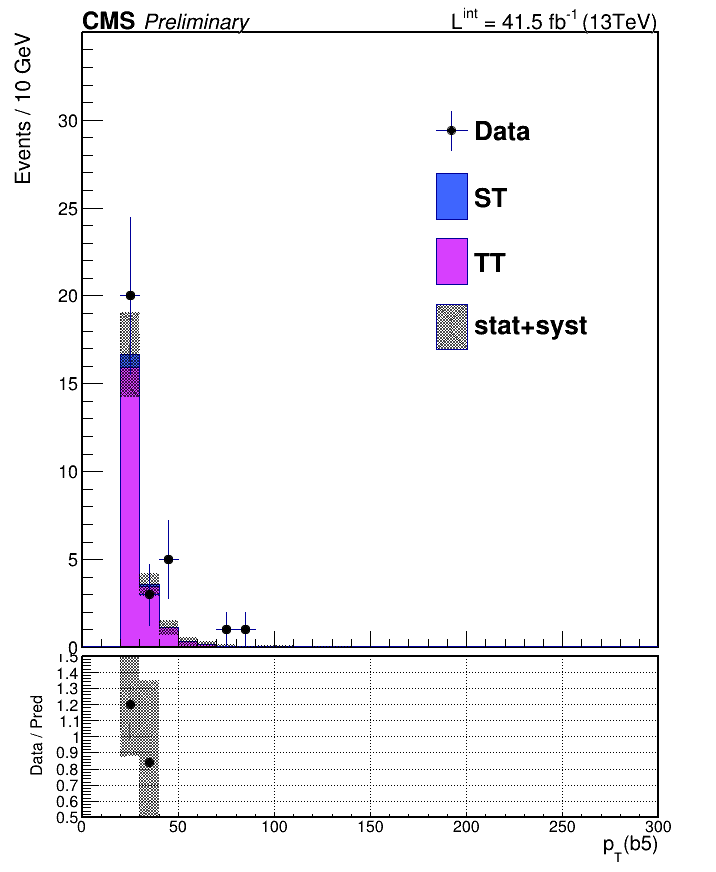 CMS Preliminary L^int = 41.5 fb^-1 (13TeV)
Events / 10 GeV
30
25
20
15
10
5
0
Data
ST
TT
stat+syst
Data / Pred
1.5
1.4
1.3
1.2
1.1
1
0.9
0.8
0.7
0.6
0.5
0 50 100 150 200 250 300
p_T(b5)